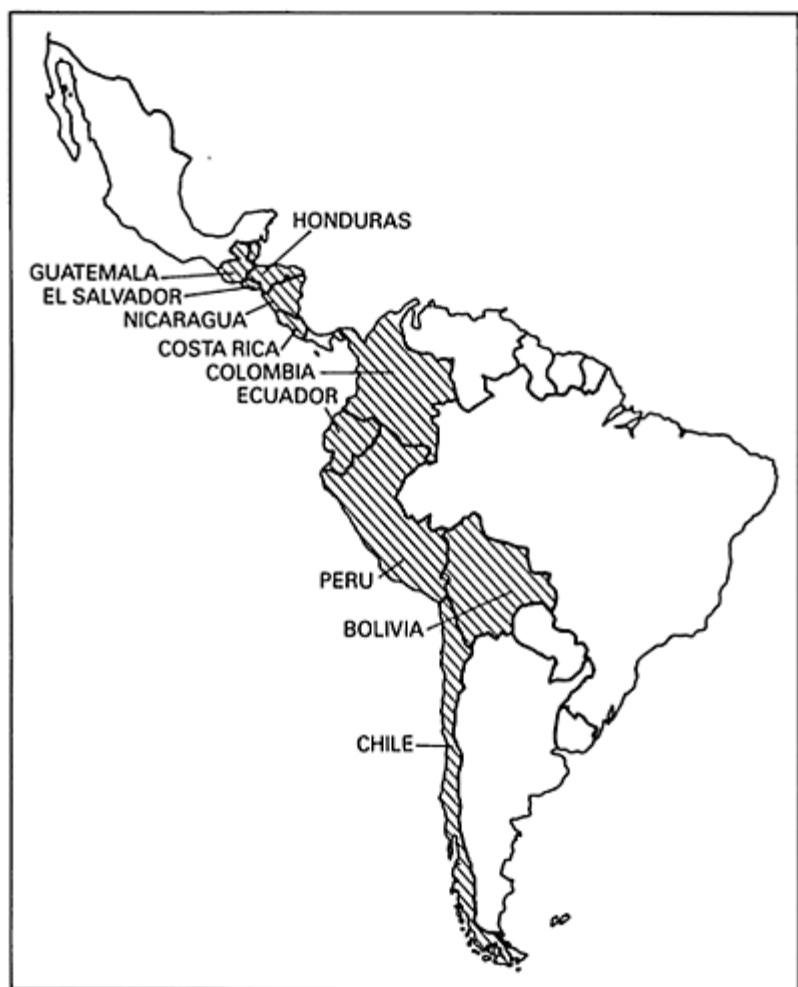 HONDURAS
GUATEMALA
EL SALVADOR
NICARAGUA
COSTA RICA
COLOMBIA
ECUADOR
PERU
BOLIVIA
CHILE